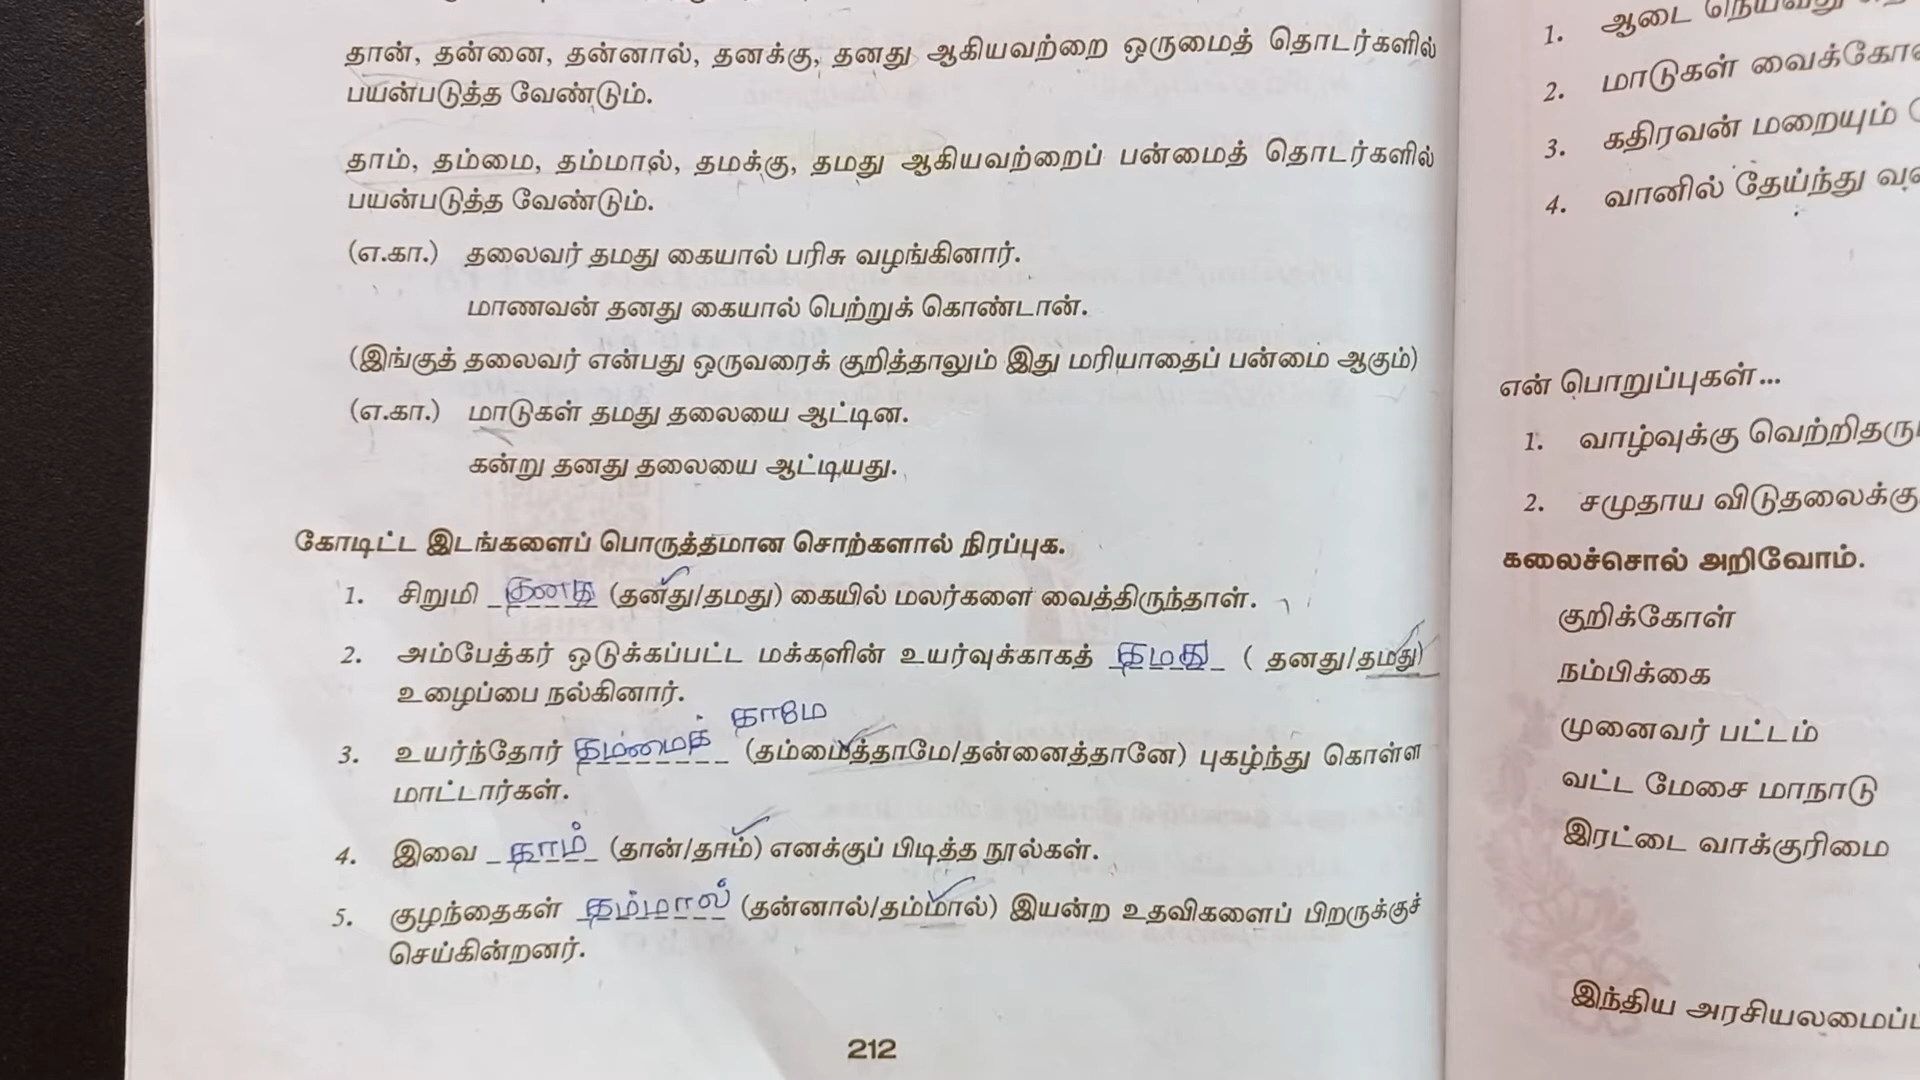 தான், தன்னை, தன்னால், தனக்கு, தனது ஆகியவற்றை ஒருமைத் தொடர்களில்
பயன்படுத்த வேண்டும்.
தாம், தம்மை, தம்மால், தமக்கு, தமது ஆகியவற்றைப் பன்மைத் தொடர்களில்
பயன்படுத்த வேண்டும்.
(எ.கா.) தலைவர் தமது கையால் பரிசு வழங்கினார்.
மாணவன் தனது கையால் பெற்றுக் கொண்டான்.
(இங்குத் தலைவர் என்பது ஒருவரைக் குறித்தாலும் இது மரியாதைப் பன்மை ஆகும்)
(எ.கா.) மாடுகள் தமது தலையை ஆட்டின.
கன்று தனது தலையை ஆட்டியது.
கோடிட்ட இடங்களைப் பொருத்தமான சொற்களால் நிரப்புக.
1. சிறுமி தனது (தனது/தமது) கையில் மலர்களை வைத்திருந்தாள்.
2. அம்பேத்கர் ஒடுக்கப்பட்ட மக்களின் உயர்வுக்காகத் தமது ( தனது/தமது)
உழைப்பை நல்கினார்.
தாமே
3. உயர்ந்தோர் தம்மைத் (தம்மைத்தாமே/தன்னைத்தானே) புகழ்ந்து கொள்ள
மாட்டார்கள்.
4. இவை தாம் (தான்/தாம்) எனக்குப் பிடித்த நூல்கள்.
5. குழந்தைகள் தம்மால் (தன்னால்/தம்மால்) இயன்ற உதவிகளைப் பிறருக்குச்
செய்கின்றனர்.
212
1. ஆடை
2. மாடுகள்
3. கதிரவன் மறையும்
4. வானில் தேய்ந்து
என் பொறுப்புகள்...
1. வாழ்வுக்கு
2. சமுதாய விடுதலைக்கு
கலைச்சொல் அறிவோம்.
குறிக்கோள்
நம்பிக்கை
முனைவர் பட்டம்
வட்ட மேசை மாநாடு
இரட்டை வாக்குரிமை
இந்திய